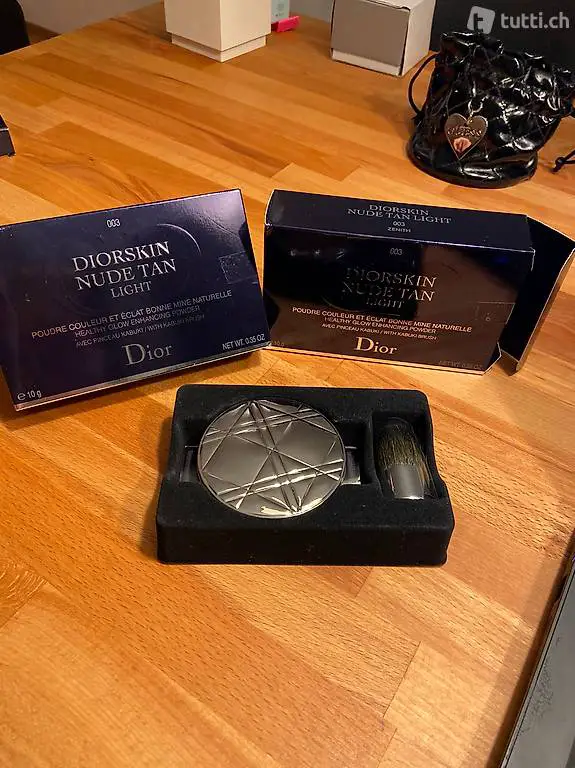 tutti.ch
003
DIORSKIN
NUDE TAN
LIGHT
POUDRE COULEUR ET ÉCLAT BONNE MINE NATURELLE
HEALTHY GLOW ENHANCING POWDER
AVEC PINCEAU KABUKI / WITH KABUKI BRUSH
Dior
℮ 10 g
NET WT. 0.35 OZ
DIORSKIN
NUDE TAN LIGHT
003
ZENITH
003
DIORSKIN
NUDE TAN
LIGHT
POUDRE COULEUR ET ÉCLAT BONNE MINE NATURELLE
HEALTHY GLOW ENHANCING POWDER
AVEC PINCEAU KABUKI / WITH KABUKI BRUSH
Dior